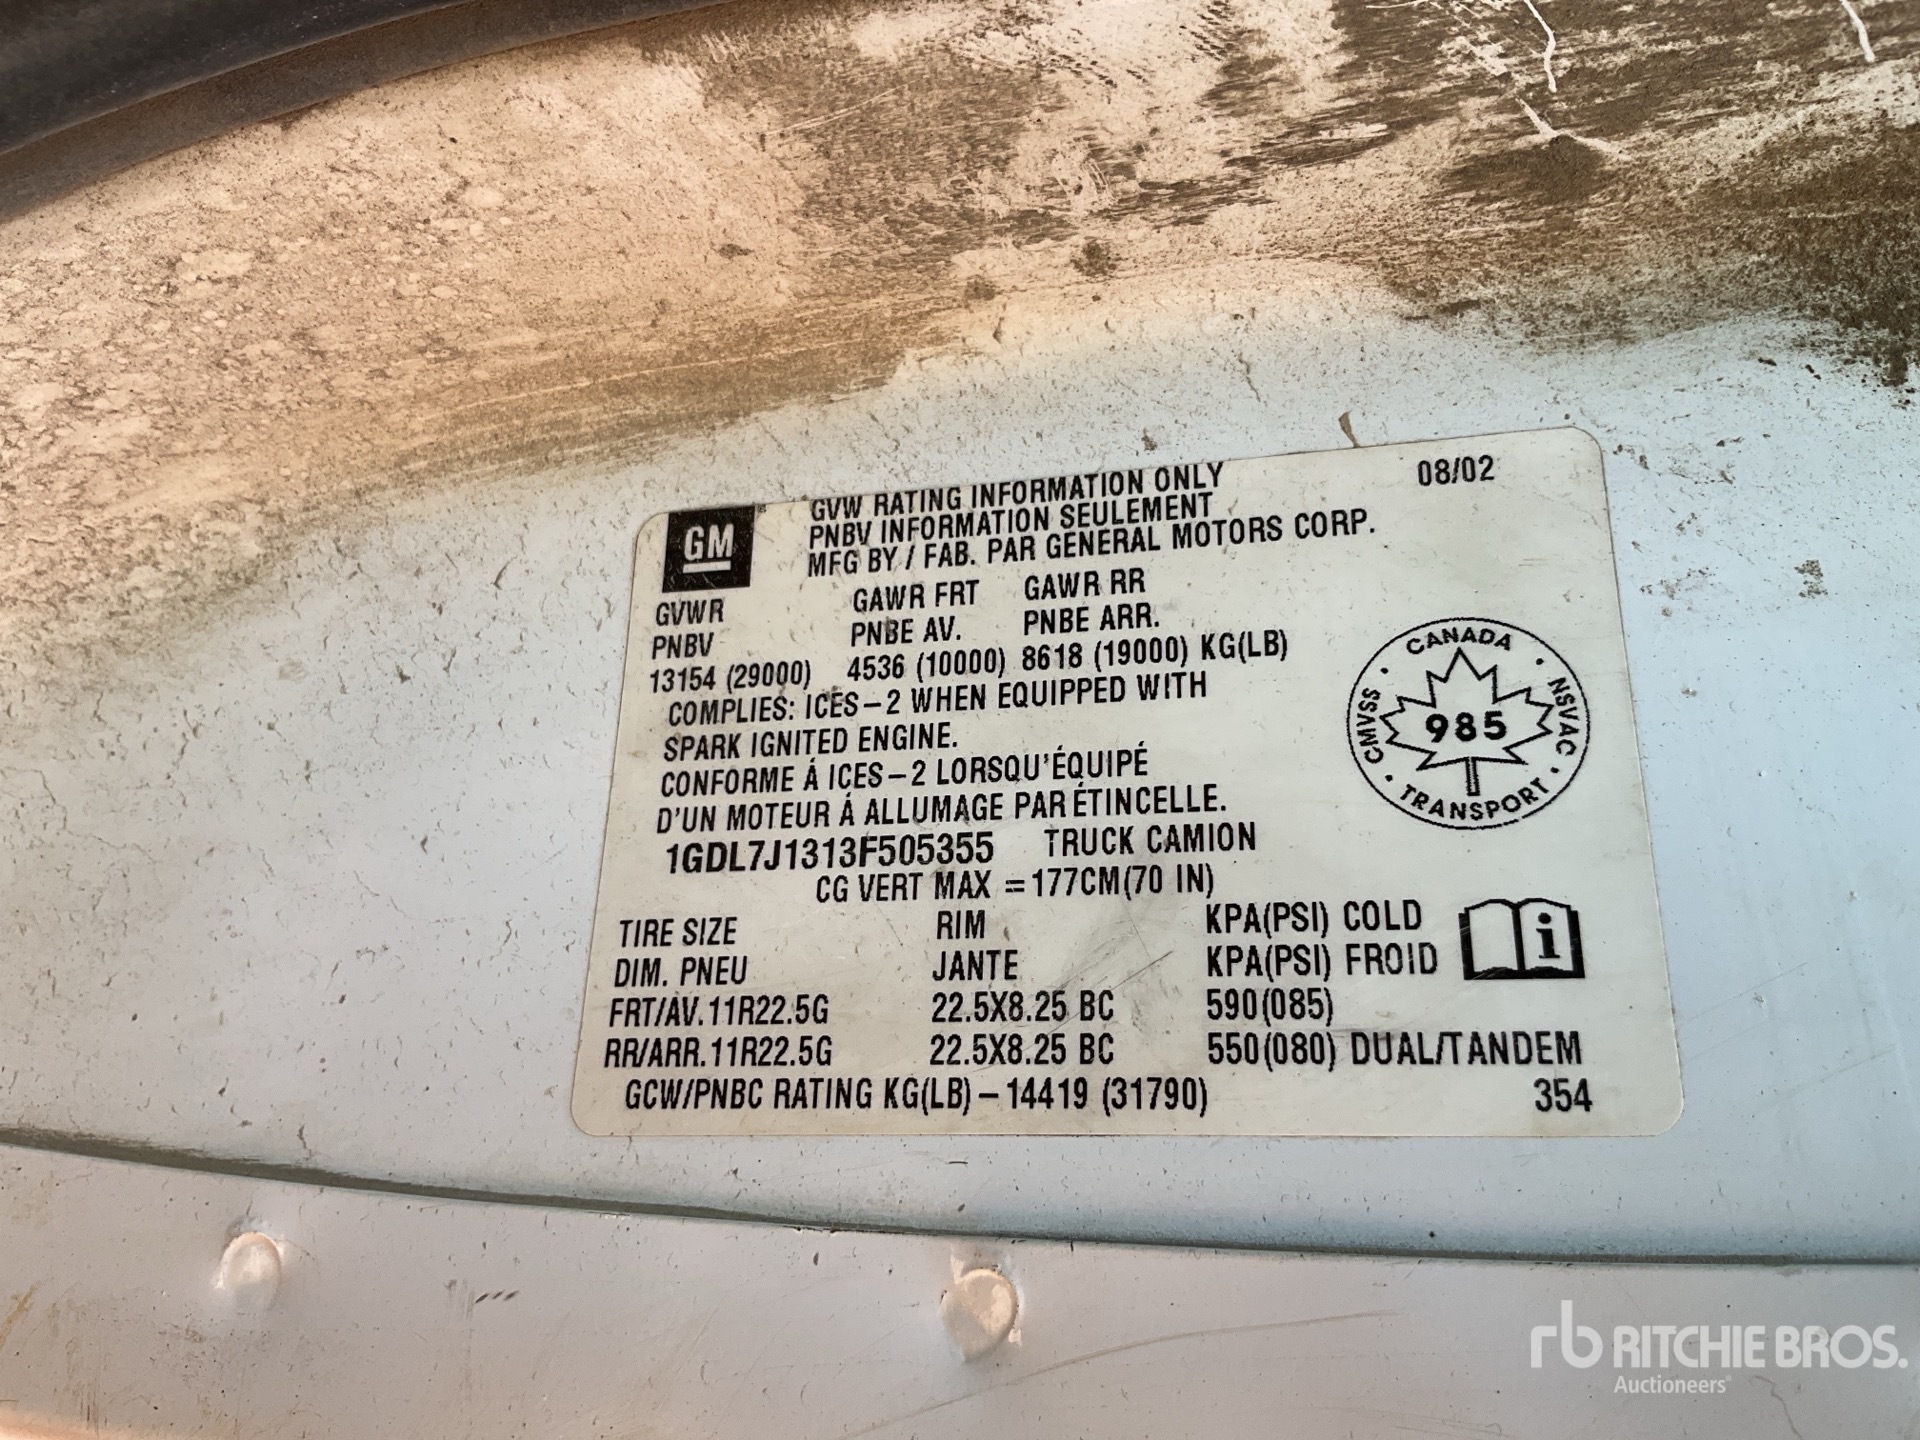 GM
GVW RATING INFORMATION ONLY 08/02
PNBV INFORMATION SEULEMENT
MFG BY / FAB. PAR GENERAL MOTORS CORP.
GVWR GAWR FRT GAWR RR
PNBV PNBE AV. PNBE ARR.
13154 (29000) 4536 (10000) 8618 (19000) KG(LB)
COMPLIES: ICES-2 WHEN EQUIPPED WITH
SPARK IGNITED ENGINE.
CONFORME Á ICES-2 LORSQU'ÉQUIPÉ
D'UN MOTEUR Á ALLUMAGE PAR ÉTINCELLE.
CANADA · NSVAC · TRANSPORT · CMVSS ·
985
1GDL7J1313F505355 TRUCK CAMION
CG VERT MAX =177CM(70 IN)
TIRE SIZE RIM KPA(PSI) COLD
DIM. PNEU JANTE KPA(PSI) FROID
i
FRT/AV.11R22.5G 22.5X8.25 BC 590(085)
RR/ARR.11R22.5G 22.5X8.25 BC 550(080) DUAL/TANDEM
GCW/PNBC RATING KG(LB)-14419 (31790) 354
rb RITCHIE BROS.
Auctioneers